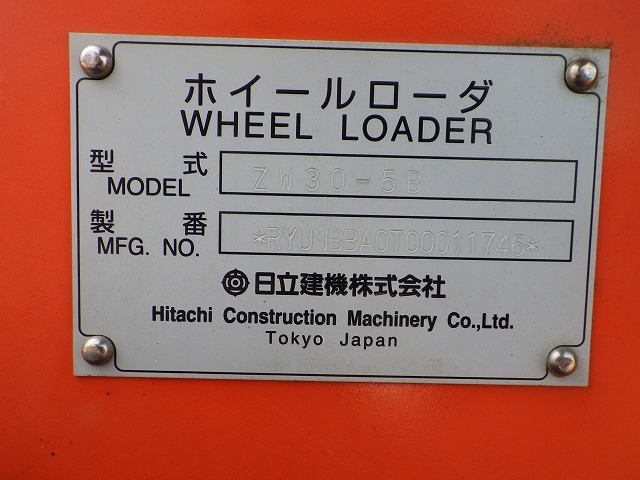 ホイールローダ
WHEEL LOADER
型 式
MODEL
ZW30-5B
製 番
MFG. NO.
*RYUNBBA0T00011746*
日立建機株式会社
Hitachi Construction Machinery Co.,Ltd.
Tokyo Japan